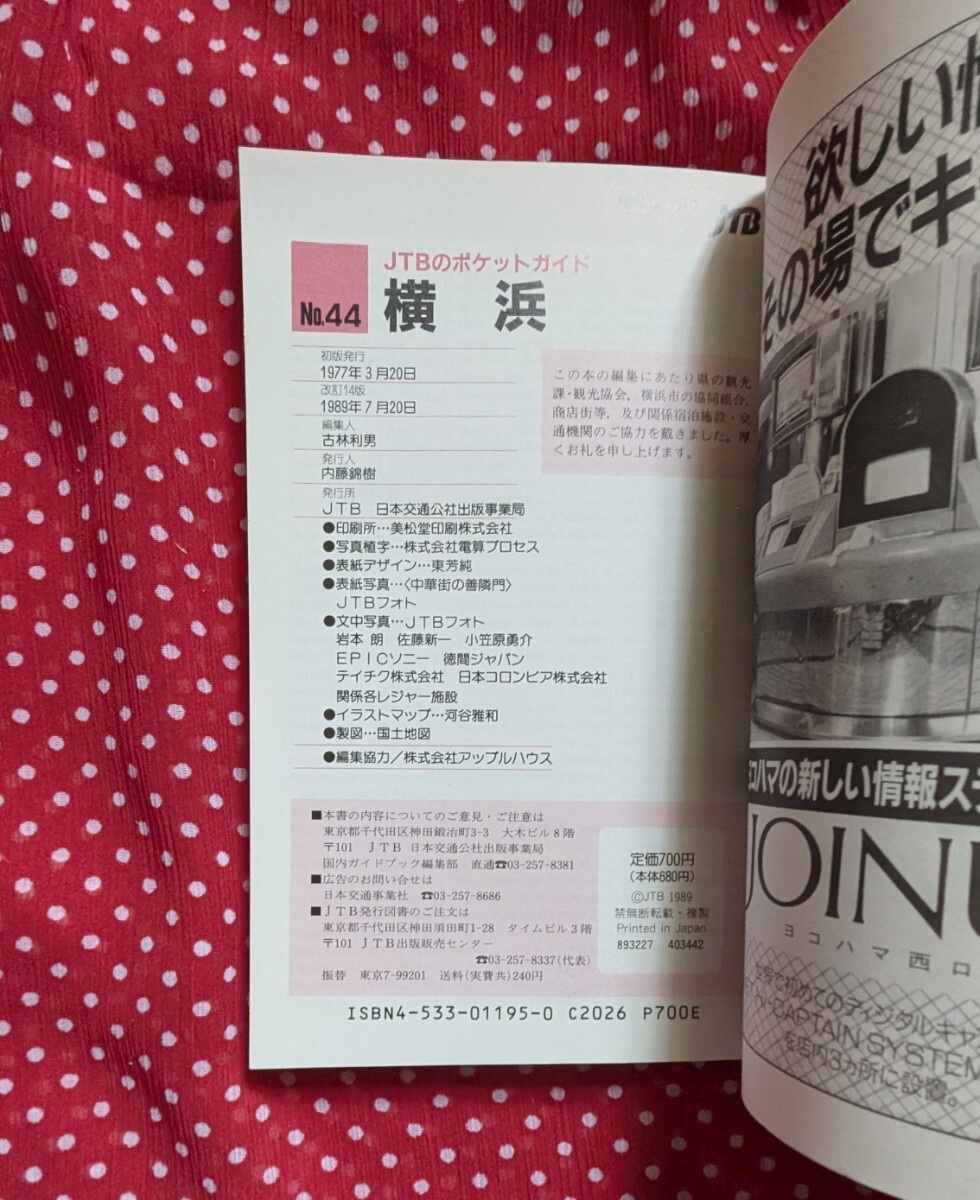 JTB
JTBのポケットガイド
No.44
横 浜
初版発行
1977年3月20日
改訂14版
1989年7月20日
編集人
古林利男
発行人
内藤錦樹
発行所
JTB 日本交通公社出版事業局
●印刷所…美松堂印刷株式会社
●写真植字…株式会社電算プロセス
●表紙デザイン…東芳純
●表紙写真…〈中華街の善隣門〉
JTBフォト
●文中写真…JTBフォト
岩本 朗 佐藤新一 小笠原勇介
EPICソニー 徳間ジャパン
テイチク株式会社 日本コロンビア株式会社
関係各レジャー施設
●イラストマップ…河谷雅和
●製図…国土地図
●編集協力/株式会社アップルハウス
この本の編集にあたり県の観光
課・観光協会、横浜市の協同組合、
商店街等、及び関係宿泊施設・交
通機関のご協力を戴きました。厚
くお礼を申し上げます。
■本書の内容についてのご意見・ご注意は
東京都千代田区神田鍛冶町3-3 大木ビル8階
〒101 JTB 日本交通公社出版事業局
国内ガイドブック編集部 直通☎03-257-8381
■広告のお問い合せは
日本交通事業社 ☎03-257-8686
■JTB発行図書のご注文は
東京都千代田区神田須田町1-28 タイムビル3階
〒101 JTB出版販売センター
☎03-257-8337(代表)
振替 東京7-99201 送料(実費共)240円
定価700円
(本体680円)
©JTB 1989
禁無断転載・複製
Printed in Japan
893227 403442
ISBN4-533-01195-0 C2026 P700E
欲しい情
その場でキ
ヨコハマの新しい情報ステ
JOINU
ヨコハマ西口
で初めてのディジタルキャ
CAPTAIN SYSTEM
を店内3カ所に設置。